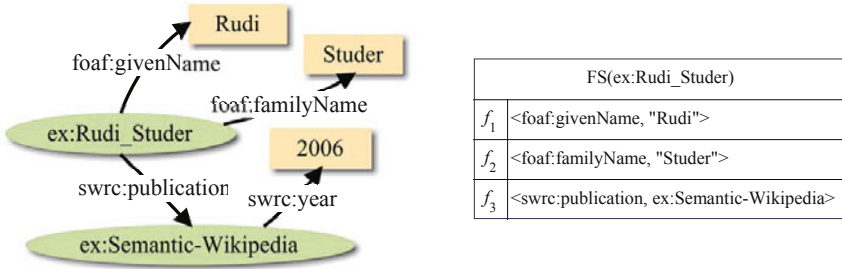 Rudi
foaf:givenName
Studer
foaf:familyName
ex:Rudi_Studer
2006
swrc:publication
swrc:year
ex:Semantic-Wikipedia
FS(ex:Rudi_Studer)
f1 <foaf:givenName, "Rudi">
f2 <foaf:familyName, "Studer">
f3 <swrc:publication, ex:Semantic-Wikipedia>